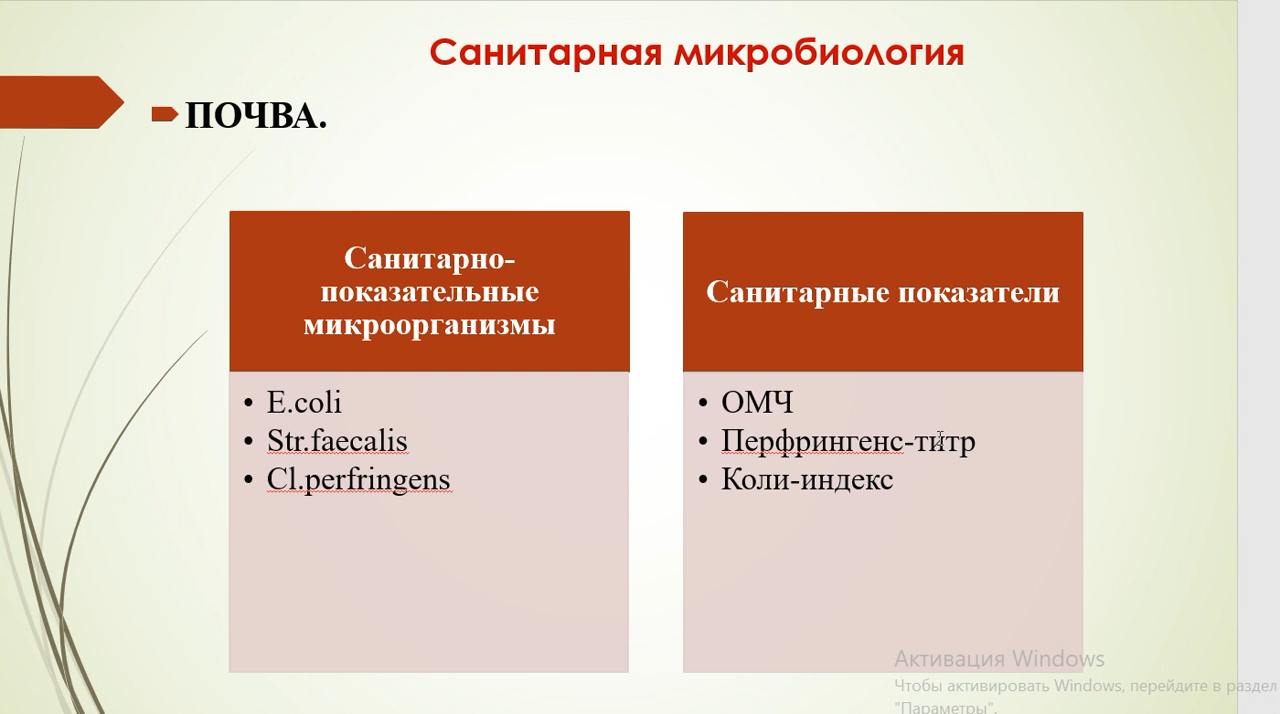 Санитарная микробиология
ПОЧВА.
Санитарно-
показательные
микроорганизмы
• E.coli
• Str.faecalis
• Cl.perfringens
Санитарные показатели
• ОМЧ
• Перфрингенс-титр
• Коли-индекс
Активация Windows
Чтобы активировать Windows, перейдите в раздел
"Параметры".